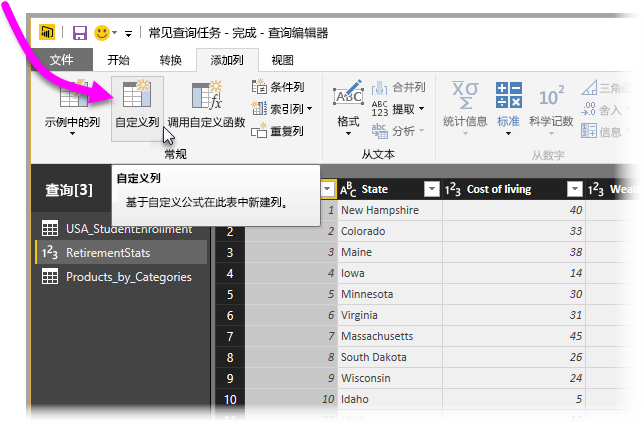 常见查询任务 - 完成 - 查询编辑器
文件 开始 转换 添加列 视图
示例中的列 自定义列 调用自定义函数
条件列
索引列
重复列
常规
格式
合并列
提取
分析
从文本
统计信息 标准 科学记数
三角函
舍入
信息
从数字
自定义列
基于自定义公式在此表中新建列。
查询[3]
USA_StudentEnrollment
RetirementStats
Products_by_Categories
State Cost of living
1 New Hampshire 40
2 2 Colorado 33
3 3 Maine 38
4 4 Iowa 14
5 5 Minnesota 30
6 6 Virginia 31
7 7 Massachusetts 45
8 8 South Dakota 26
9 9 Wisconsin 24
10 10 Idaho 5